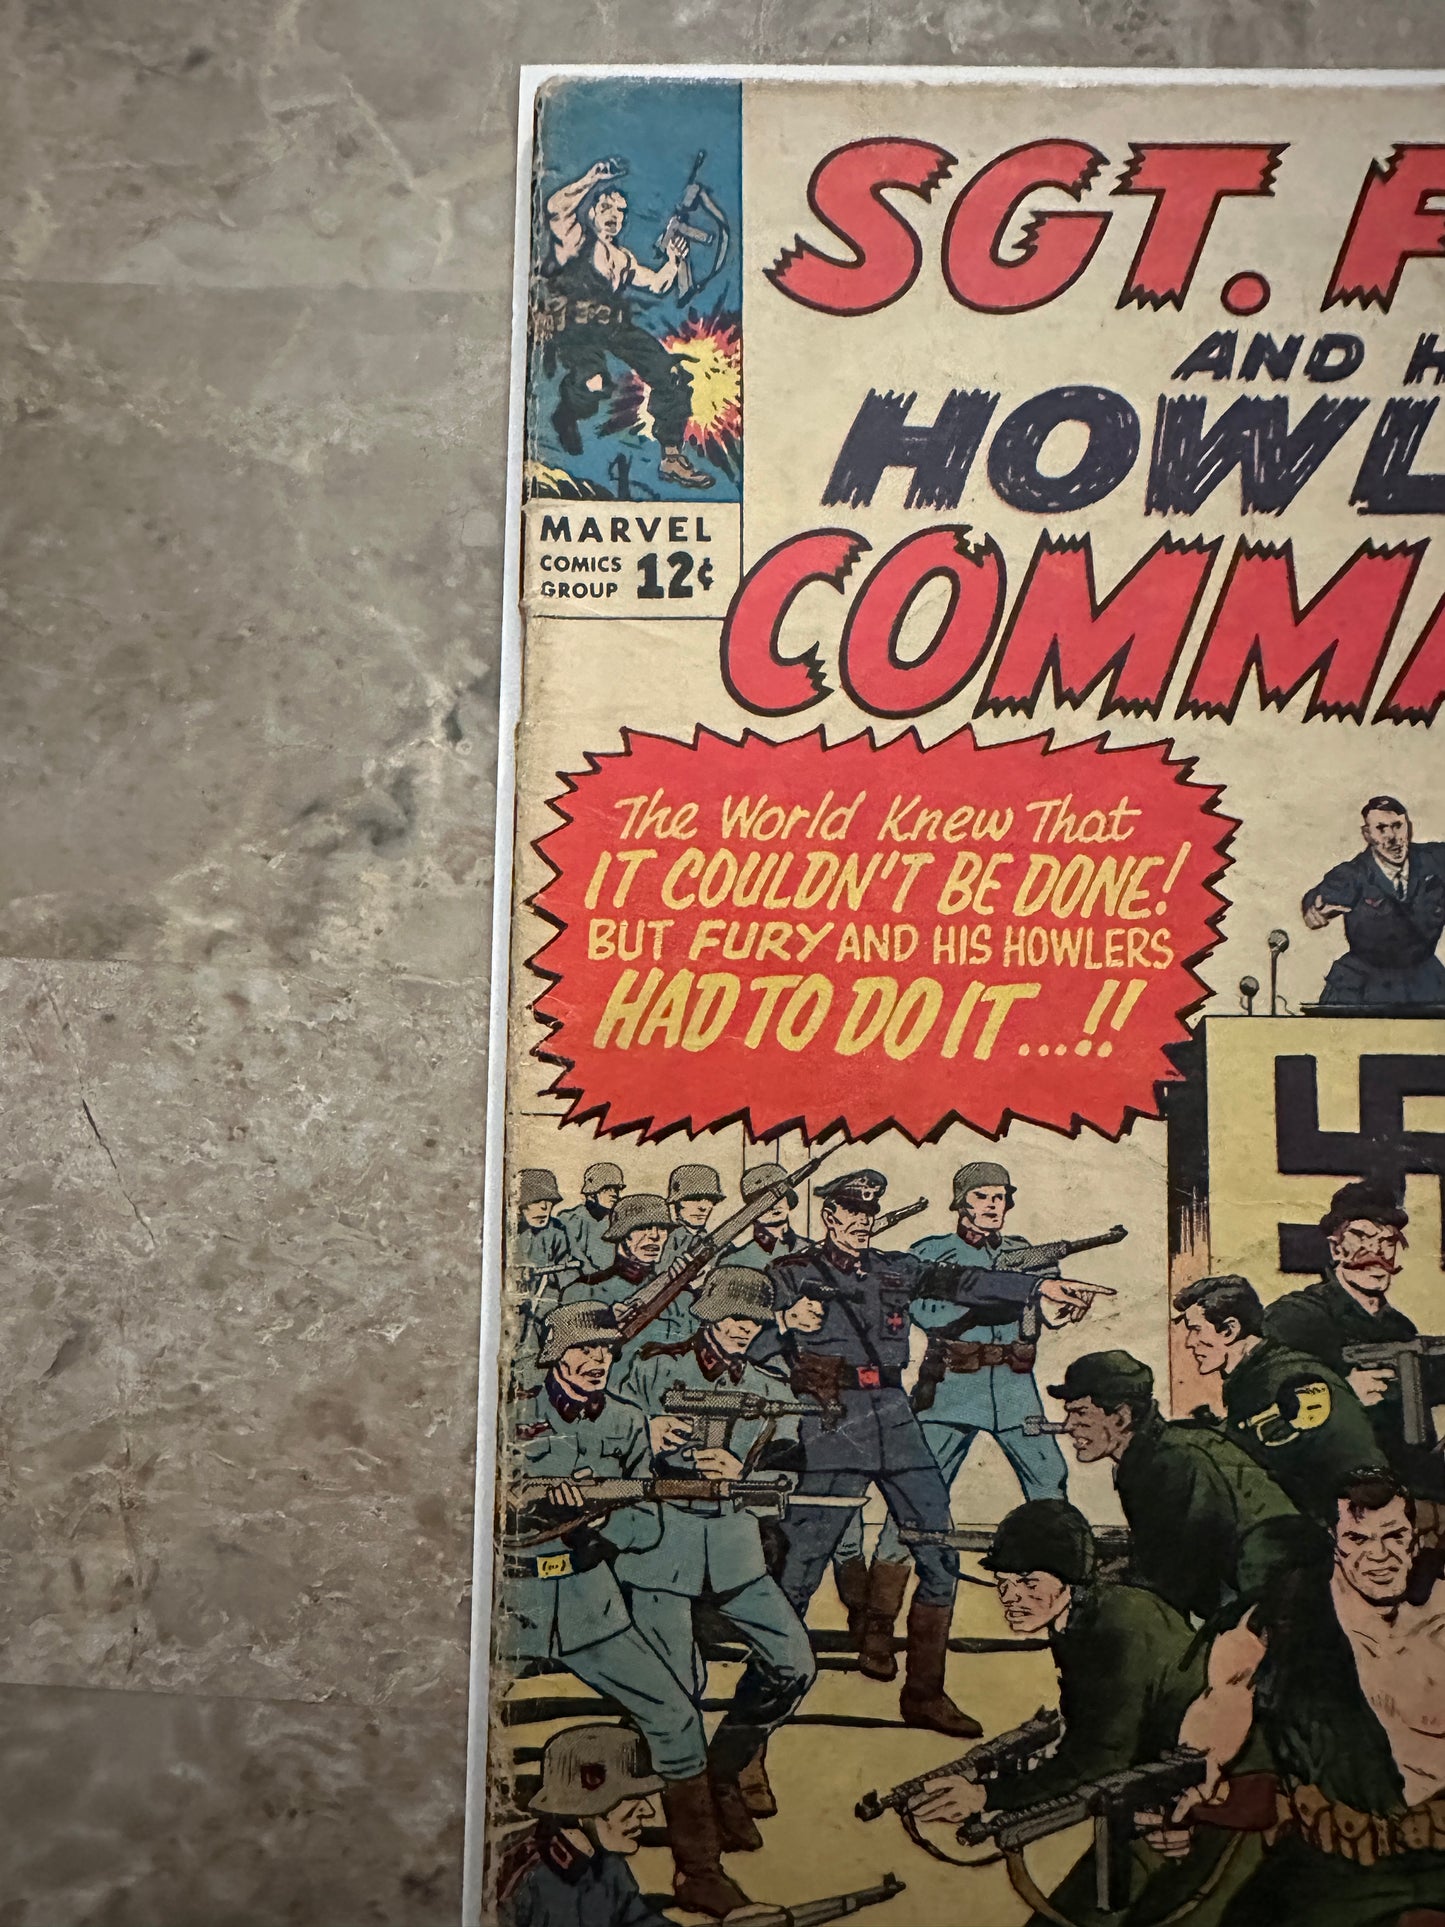 SGT. F
AND H
HOWL
COMMA
MARVEL
COMICS
GROUP 12¢
The World Knew That
IT COULDN'T BE DONE!
BUT FURY AND HIS HOWLERS
HAD TO DO IT...!!